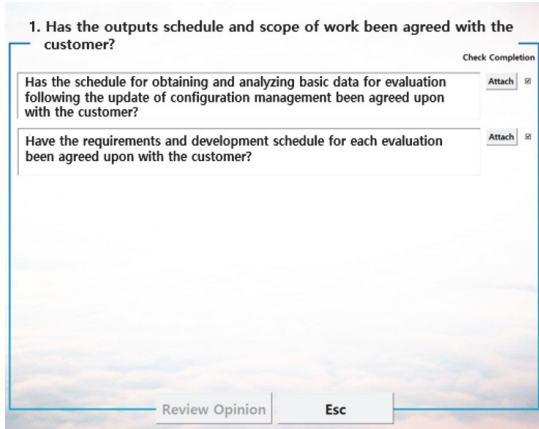 1. Has the outputs schedule and scope of work been agreed with the
customer?
Check Completion
Has the schedule for obtaining and analyzing basic data for evaluation
following the update of configuration management been agreed upon
with the customer?
Attach
Have the requirements and development schedule for each evaluation
been agreed upon with the customer?
Attach
Review Opinion
Esc